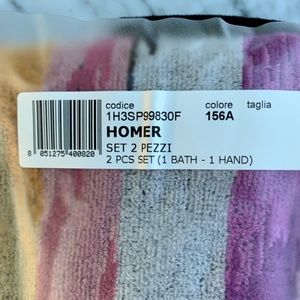 codice colore taglia
1H3SP99830F 156A
HOMER
SET 2 PEZZI
2 PCS SET (1 BATH - 1 HAND)
8 051275 400820